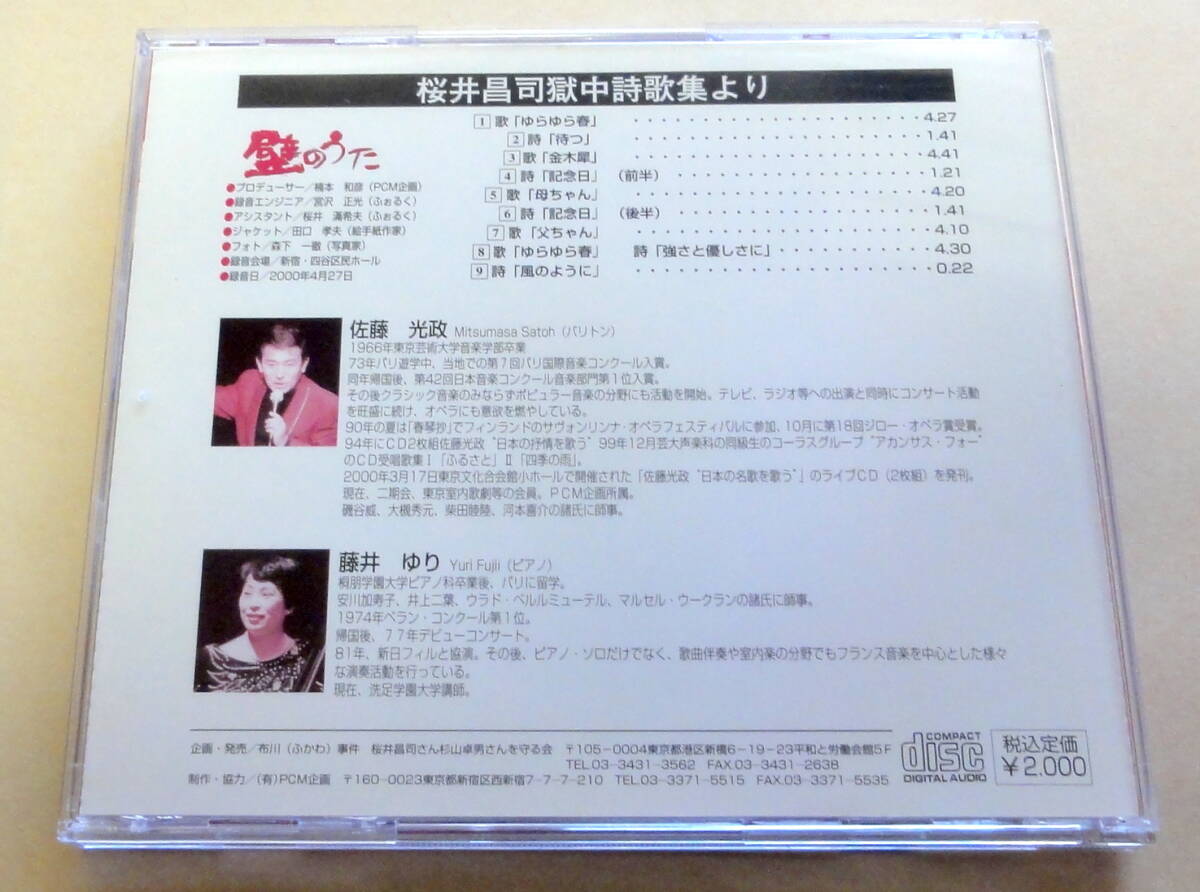 桜井昌司獄中詩歌集より
壁のうた
●プロデューサー/楠本 和彦(PCM企画)
●録音エンジニア/宮沢 正光(ふぉるく)
●アシスタント/桜井 満希夫(ふぉるく)
●ジャケット/田口 孝夫(絵手紙作家)
●フォト/森下 一徹(写真家)
●録音会場/新宿・四谷区民ホール
●録音日/2000年4月27日
1 歌「ゆらゆら春」 4.27
2 詩「待つ」 1.41
3 歌「金木犀」 4.41
4 詩「記念日」(前半) 1.21
5 歌「母ちゃん」 4.20
6 詩「記念日」(後半) 1.41
7 歌「父ちゃん」 4.10
8 歌「ゆらゆら春」 詩「強さと優しさに」 4.30
9 詩「風のように」 0.22
佐藤 光政 Mitsumasa Satoh(バリトン)
1966年東京芸術大学音楽学部卒業
73年パリ遊学中、当地での第7回パリ国際音楽コンクール入賞。
同年帰国後、第42回日本音楽コンクール音楽部門第1位入賞。
その後クラシック音楽のみならずポピュラー音楽の分野にも活動を開始。テレビ、ラジオ等への出演と同時にコンサート活動
を旺盛に続け、オペラにも意欲を燃やしている。
90年の夏は「春琴抄」でフィンランドのサヴォンリンナ・オペラフェスティバルに参加、10月に第18回ジロー・オペラ賞受賞。
94年にCD2枚組佐藤光政“日本の抒情を歌う”99年12月芸大声楽科の同級生のコーラスグループ“アカンサス・フォー”
のCD愛唱歌集Ⅰ「ふるさと」Ⅱ「四季の雨」。
2000年3月17日東京文化会館小ホールで開催された「佐藤光政“日本の名歌を歌う”」のライブCD(2枚組)を発刊。
現在、二期会、東京室内歌劇等の会員。PCM企画所属。
磯谷威、大槻秀元、柴田睦陸、河本喜介の諸氏に師事。
藤井 ゆり Yuri Fujii(ピアノ)
桐朋学園大学ピアノ科卒業後、パリに留学。
安川加寿子、井上二葉、ウラド・ペルルミューテル、マルセル・ウークランの諸氏に師事。
1974年ベラン・コンクール第1位。
帰国後、77年デビューコンサート。
81年、新日フィルと協演。その後、ピアノ・ソロだけでなく、歌曲伴奏や室内楽の分野でもフランス音楽を中心とした様々
な演奏活動を行っている。
現在、洗足学園大学講師。
企画・発売/布川(ふかわ)事件 桜井昌司さん杉山卓男さんを守る会 〒105-0004東京都港区新橋6-19-23平和と労働会館5F
TEL.03-3431-3562 FAX.03-3431-2638
制作・協力/(有)PCM企画 〒160-0023東京都新宿区西新宿7-7-7-210 TEL.03-3371-5515 FAX.03-3371-5535
COMPACT
disc
DIGITAL AUDIO
税込定価
¥2.000